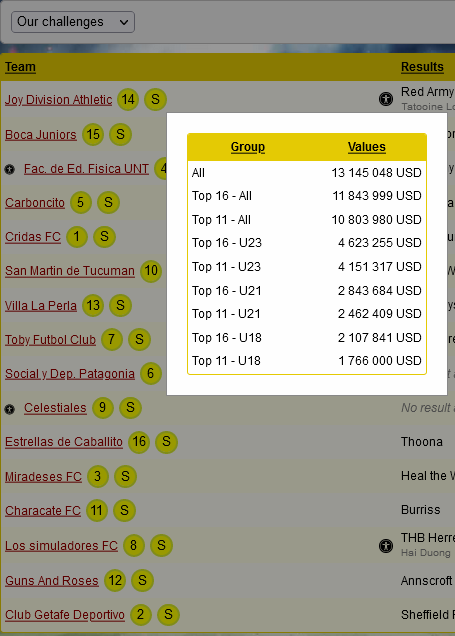 Our challenges
Team Results
Joy Division Athletic 14 S Red Army
Tatooine
Boca Juniors 15 S
Fac. de Ed. Fisica UNT
Carboncito 5 S
Cridas FC 1 S
San Martin de Tucuman 10
Villa La Perla 13 S
Toby Futbol Club 7 S
Social y Dep. Patagonia 6
Celestiales 9 S No result
Estrellas de Caballito 16 S Thoona
Miradeses FC 3 S Heal the
Characate FC 11 S Burriss
Los simuladores FC 8 S THB
Hai Duong
Guns And Roses 12 S Annscroft
Club Getafe Deportivo 2 S Sheffield
Group Values
All 13 145 048 USD
Top 16 - All 11 843 999 USD
Top 11 - All 10 803 980 USD
Top 16 - U23 4 623 255 USD
Top 11 - U23 4 151 317 USD
Top 16 - U21 2 843 684 USD
Top 11 - U21 2 462 409 USD
Top 16 - U18 2 107 841 USD
Top 11 - U18 1 766 000 USD